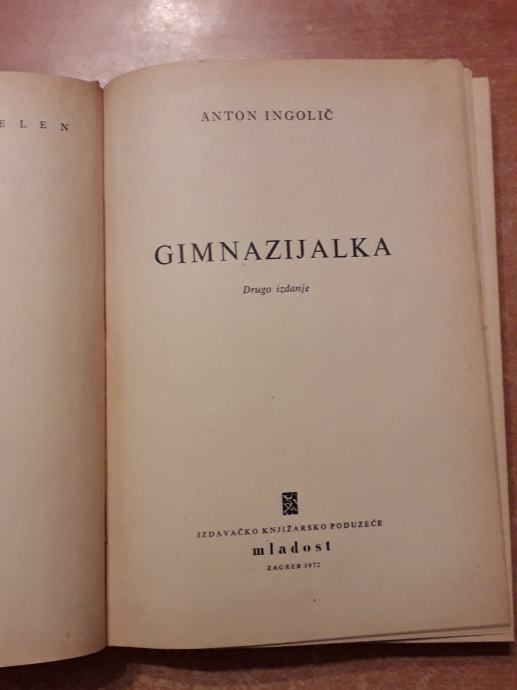 E L E N
ANTON INGOLIČ
GIMNAZIJALKA
Drugo izdanje
IZDAVAČKO KNJIŽARSKO PODUZEĆE
mladost
ZAGREB 1972